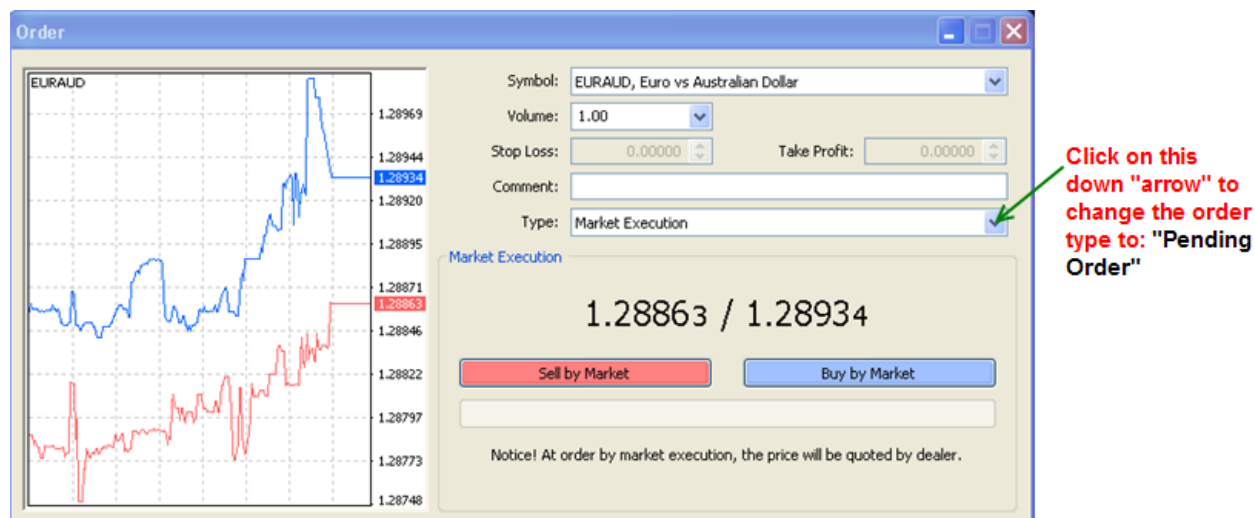 Order
EURAUD
1.28969
1.28944
1.28934
1.28920
1.28895
1.28871
1.28863
1.28846
1.28822
1.28797
1.28773
1.28748
Symbol: EURAUD, Euro vs Australian Dollar
Volume: 1.00
Stop Loss: 0.00000 Take Profit: 0.00000
Comment:
Type: Market Execution
Market Execution
1.28863 / 1.28934
Sell by Market Buy by Market
Notice! At order by market execution, the price will be quoted by dealer.
Click on this
down "arrow" to
change the order
type to: "Pending
Order"